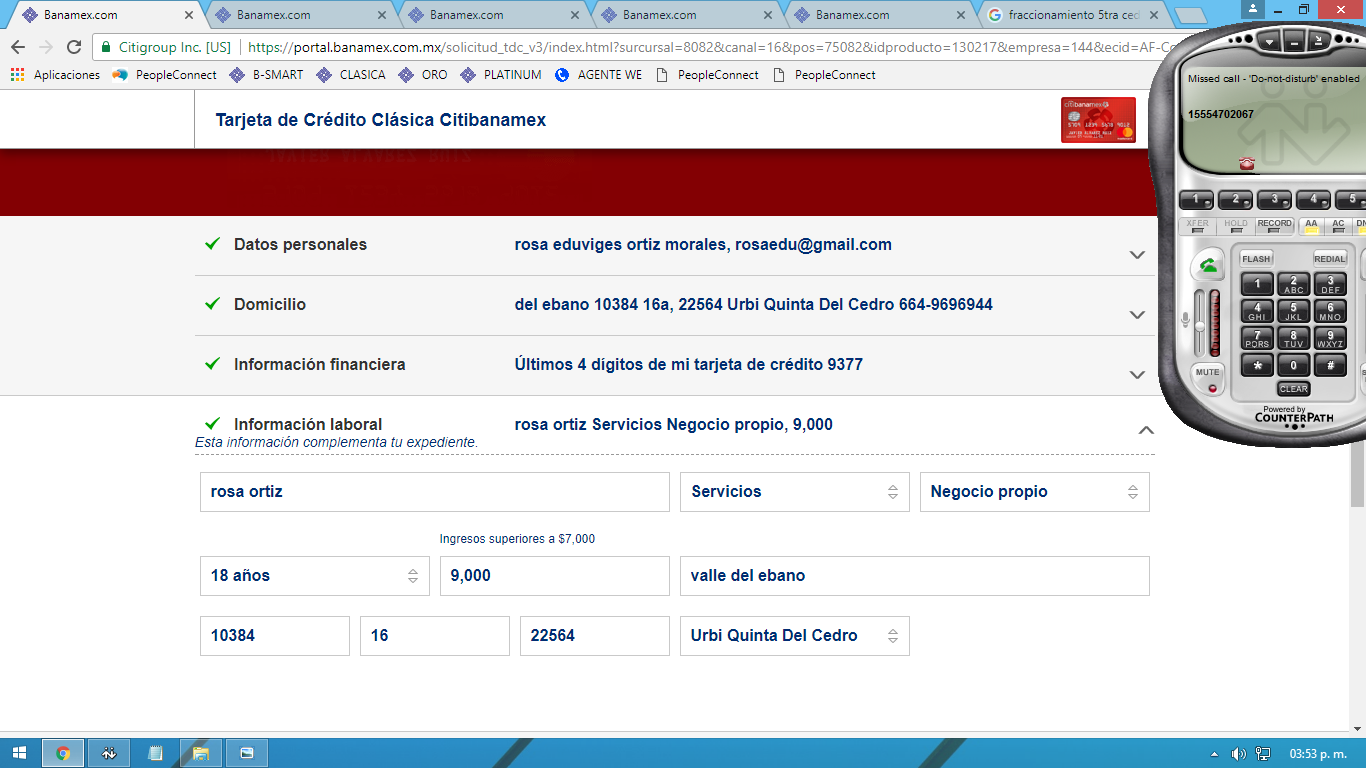 Banamex.com Banamex.com Banamex.com Banamex.com Banamex.com fraccionamiento 5tra ced
Citigroup Inc. [US] https://portal.banamex.com.mx/solicitud_tdc_v3/index.html?sursursal=8082&canal=16&pos=75082&idproducto=130217&empresa=144&ecid=AF-Co
Aplicaciones PeopleConnect B-SMART CLASICA ORO PLATINUM AGENTE WE PeopleConnect PeopleConnect
Tarjeta de Crédito Clásica Citibanamex
citibanamex
Datos personales rosa eduviges ortiz morales, rosaedu@gmail.com
Domicilio del ebano 10384 16a, 22564 Urbi Quinta Del Cedro 664-9696944
Información financiera Últimos 4 dígitos de mi tarjeta de crédito 9377
Información laboral rosa ortiz Servicios Negocio propio, 9,000
Esta información complementa tu expediente.
rosa ortiz Servicios Negocio propio
Ingresos superiores a $7,000
18 años 9,000 valle del ebano
10384 16 22564 Urbi Quinta Del Cedro
Missed call - 'Do-not-disturb' enabled
15554702067
1 2 3 4 5
XFER HOLD RECORD AA AC DN
FLASH REDIAL
1 2 ABC 3 DEF
4 GHI 5 JKL 6 MNO
7 PQRS 8 TUV 9 WXYZ
* 0 #
MUTE
CLEAR
Powered by
COUNTERPATH
03:53 p. m.